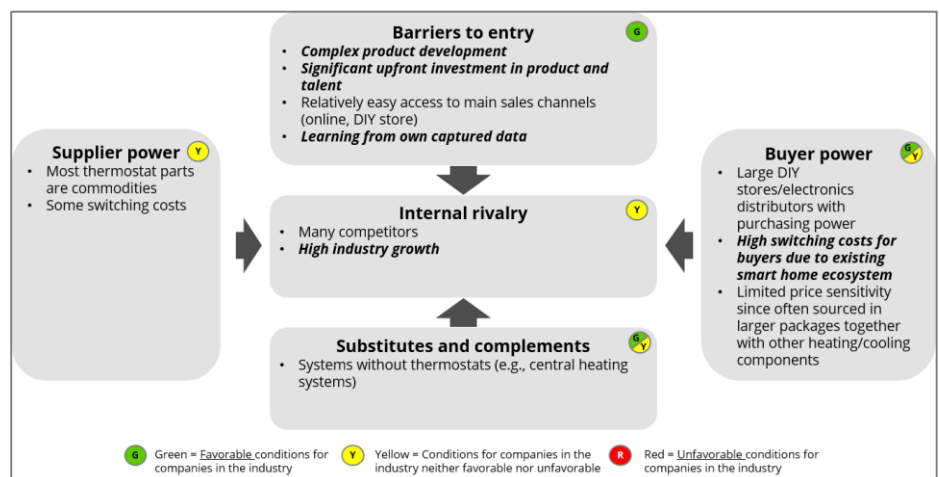 Barriers to entry
G
• Complex product development
• Significant upfront investment in product and
talent
• Relatively easy access to main sales channels
(online, DIY store)
• Learning from own captured data
Supplier power
Y
• Most thermostat parts
are commodities
• Some switching costs
Internal rivalry
Y
• Many competitors
• High industry growth
Buyer power
G Y
• Large DIY
stores/electronics
distributors with
purchasing power
• High switching costs for
buyers due to existing
smart home ecosystem
• Limited price sensitivity
since often sourced in
larger packages together
with other heating/cooling
components
Substitutes and complements
G Y
• Systems without thermostats (e.g., central heating
systems)
G
Green = Favorable conditions for
companies in the industry
Y
Yellow = Conditions for companies in the
industry neither favorable nor unfavorable
R
Red = Unfavorable conditions for
companies in the industry